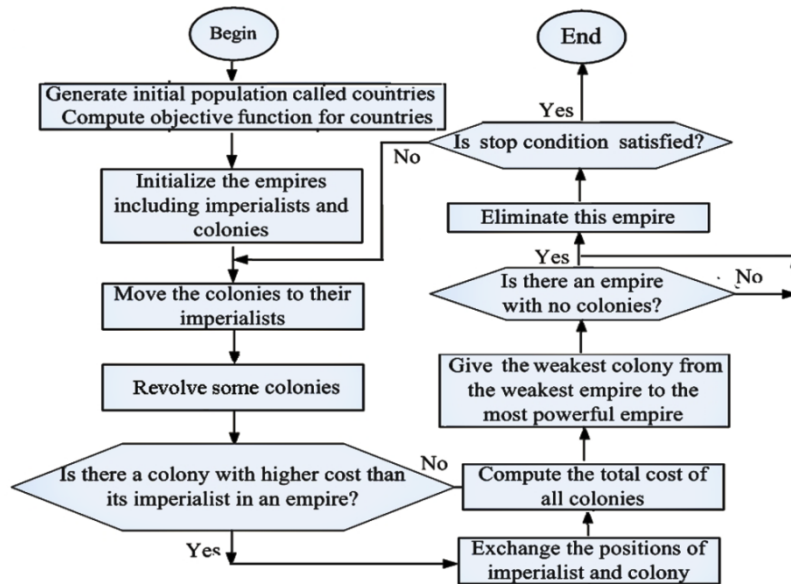 Begin
Generate initial population called countries
Compute objective function for countries
Initialize the empires
including imperialists and
colonies
Move the colonies to their
imperialists
Revolve some colonies
Is there a colony with higher cost than
its imperialist in an empire?
No
Yes
Exchange the positions of
imperialist and colony
Compute the total cost of
all colonies
Give the weakest colony from
the weakest empire to the
most powerful empire
Is there an empire
with no colonies?
No
Yes
Eliminate this empire
Is stop condition satisfied?
No
Yes
End